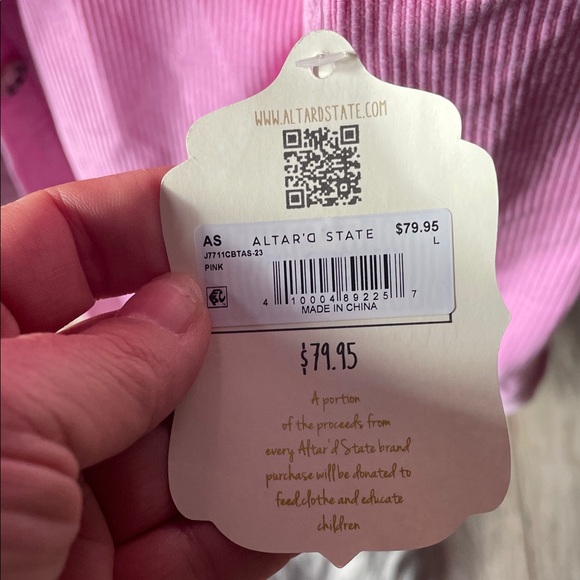 WWW.ALTARDSTATE.COM
AS ALTAR'D STATE $79.95
J7711CBTAS-23 L
PINK
4 10004 89225 7
MADE IN CHINA
$79.95
A portion
of the proceeds from
every Altar'd State brand
purchase will be donated to
feed, clothe and educate
children